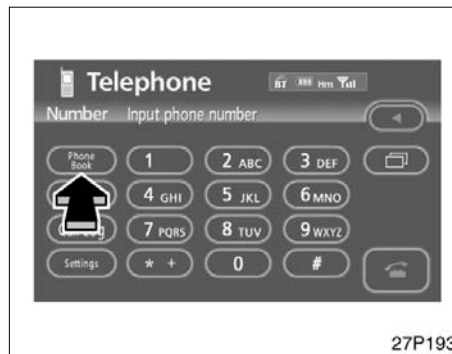 Telephone
BT Hm
Number Input phone number
Phone
Book
1 2 ABC 3 DEF
4 GHI 5 JKL 6 MNO
7 PQRS 8 TUV 9 WXYZ
Settings * + 0 #
27P193